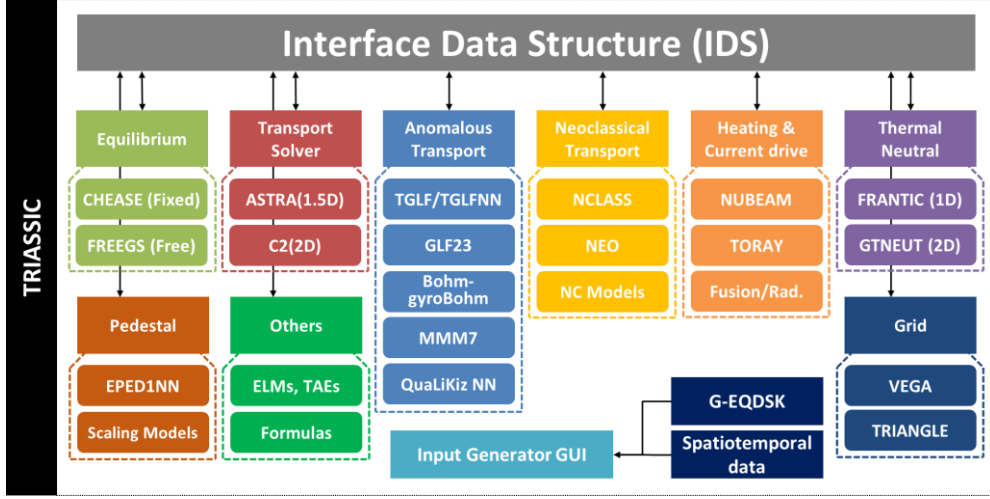 TRIASSIC
Interface Data Structure (IDS)
Equilibrium
CHEASE (Fixed)
FREEGS (Free)
Transport
Solver
ASTRA(1.5D)
C2(2D)
Anomalous
Transport
TGLF/TGLFNN
GLF23
Bohm-
gyroBohm
MMM7
QuaLiKiz NN
Neoclassical
Transport
NCLASS
NEO
NC Models
Heating &
Current drive
NUBEAM
TORAY
Fusion/Rad.
Thermal
Neutral
FRANTIC (1D)
GTNEUT (2D)
Pedestal
EPED1NN
Scaling Models
Others
ELMs, TAEs
Formulas
Grid
VEGA
TRIANGLE
Input Generator GUI
G-EQDSK
Spatiotemporal
data